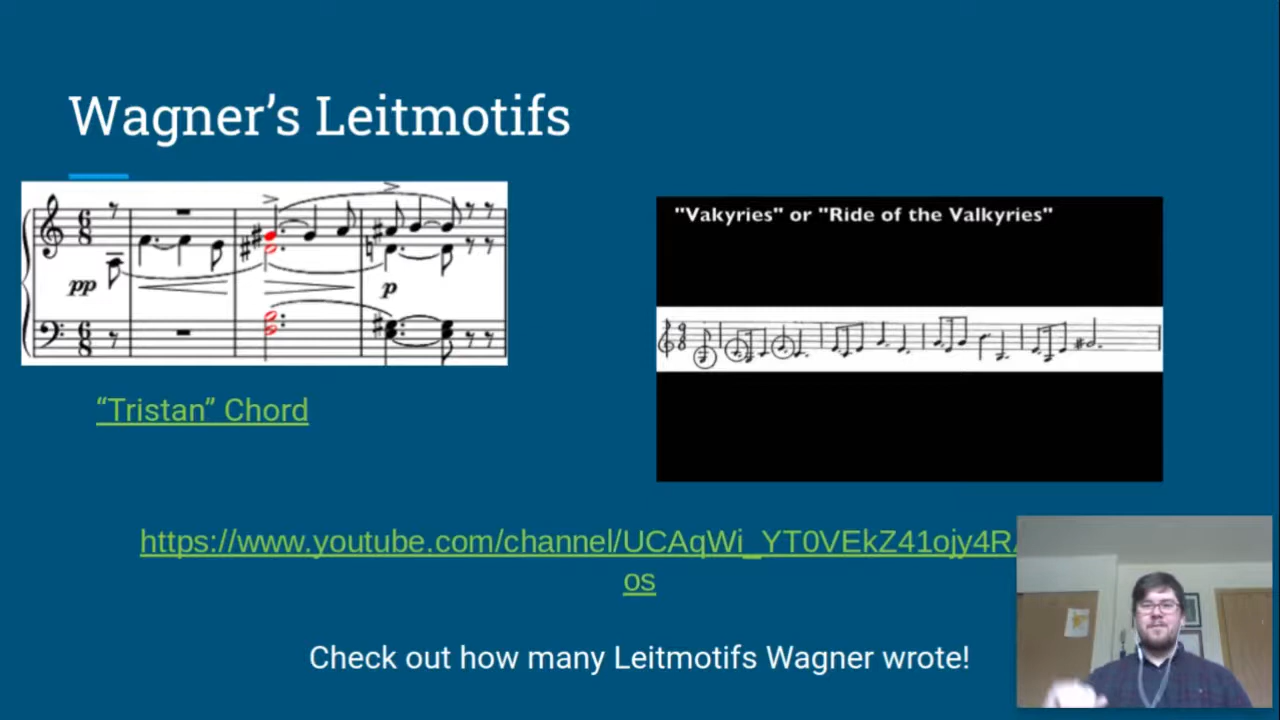 Wagner's Leitmotifs
pp
p
"Vakyries" or "Ride of the Valkyries"
“Tristan” Chord
https://www.youtube.com/channel/UCAqWi_YT0VEkZ41ojy4R
os
Check out how many Leitmotifs Wagner wrote!